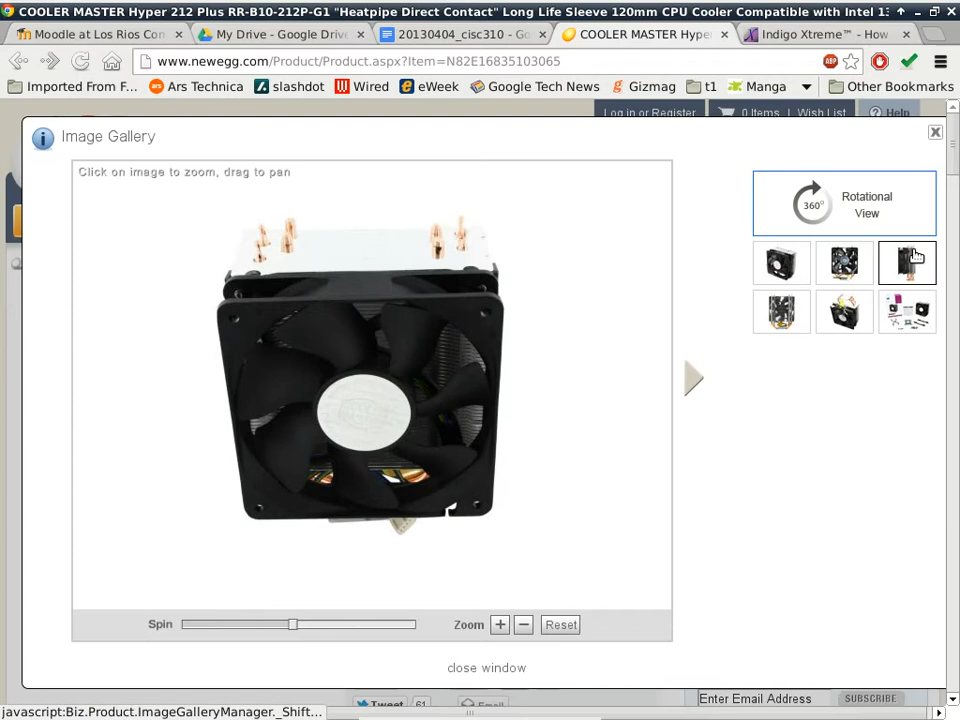 COOLER MASTER Hyper 212 Plus RR-B10-212P-G1 "Heatpipe Direct Contact" Long Life Sleeve 120mm CPU Cooler Compatible with Intel 13
Moodle at Los Rios Con
My Drive - Google Drive
20130404_cisc310 - Go
COOLER MASTER Hyper
Indigo Xtreme™ - How
www.newegg.com/Product/Product.aspx?Item=N82E16835103065
ABP
Imported From F...
Ars Technica
slashdot
Wired
eWeek
Google Tech News
Gizmag
t1
Manga
Other Bookmarks
Log in or Register
0 Items | Wish List
Help
Image Gallery
Click on image to zoom, drag to pan
360°
Rotational
View
Spin
Zoom
+
−
Reset
close window
Tweet
61
Email
Enter Email Address
SUBSCRIBE
javascript:Biz.Product.ImageGalleryManager._Shift...